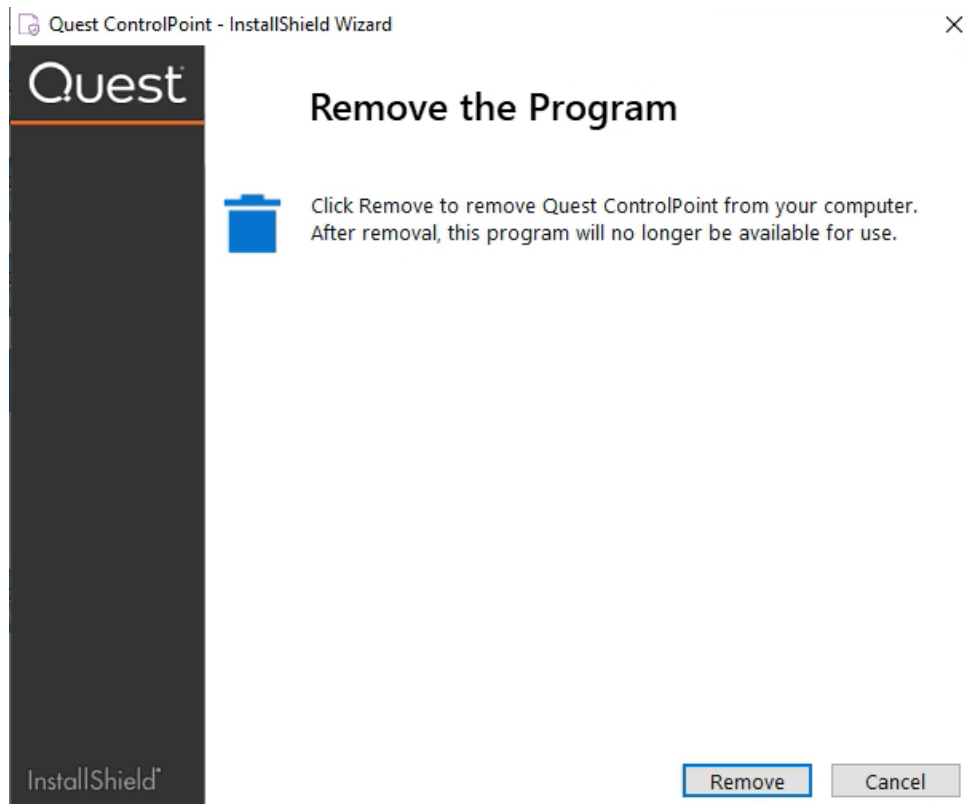 Quest ControlPoint - InstallShield Wizard
Quest
Remove the Program
Click Remove to remove Quest ControlPoint from your computer.
After removal, this program will no longer be available for use.
InstallShield
Remove
Cancel